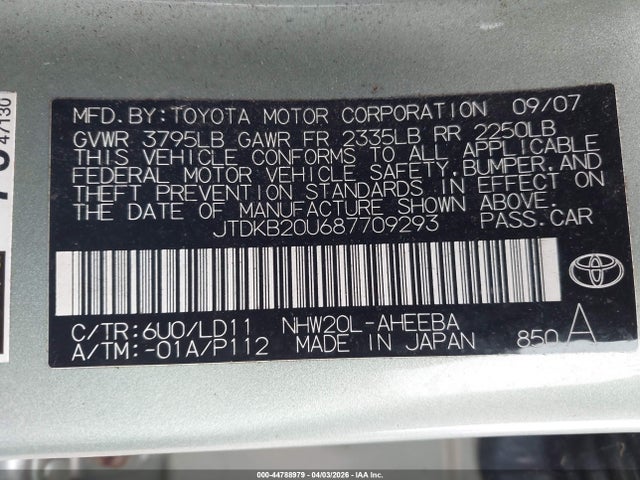 MFD.BY:TOYOTA MOTOR CORPORATION 09/07
GVWR 3795LB GAWR FR 2335LB RR 2250LB
THIS VEHICLE CONFORMS TO ALL APPLICABLE
FEDERAL MOTOR VEHICLE SAFETY,BUMPER,AND
THEFT PREVENTION STANDARDS IN EFFECT ON
THE DATE OF MANUFACTURE SHOWN ABOVE.
JTDKB20U687709293 PASS.CAR
C/TR:6U0/LD11 NHW20L-AHEEBA
A/TM:-01A/P112 MADE IN JAPAN 850 A
47130
000-44788979 04/03/2026 IAAI.COM